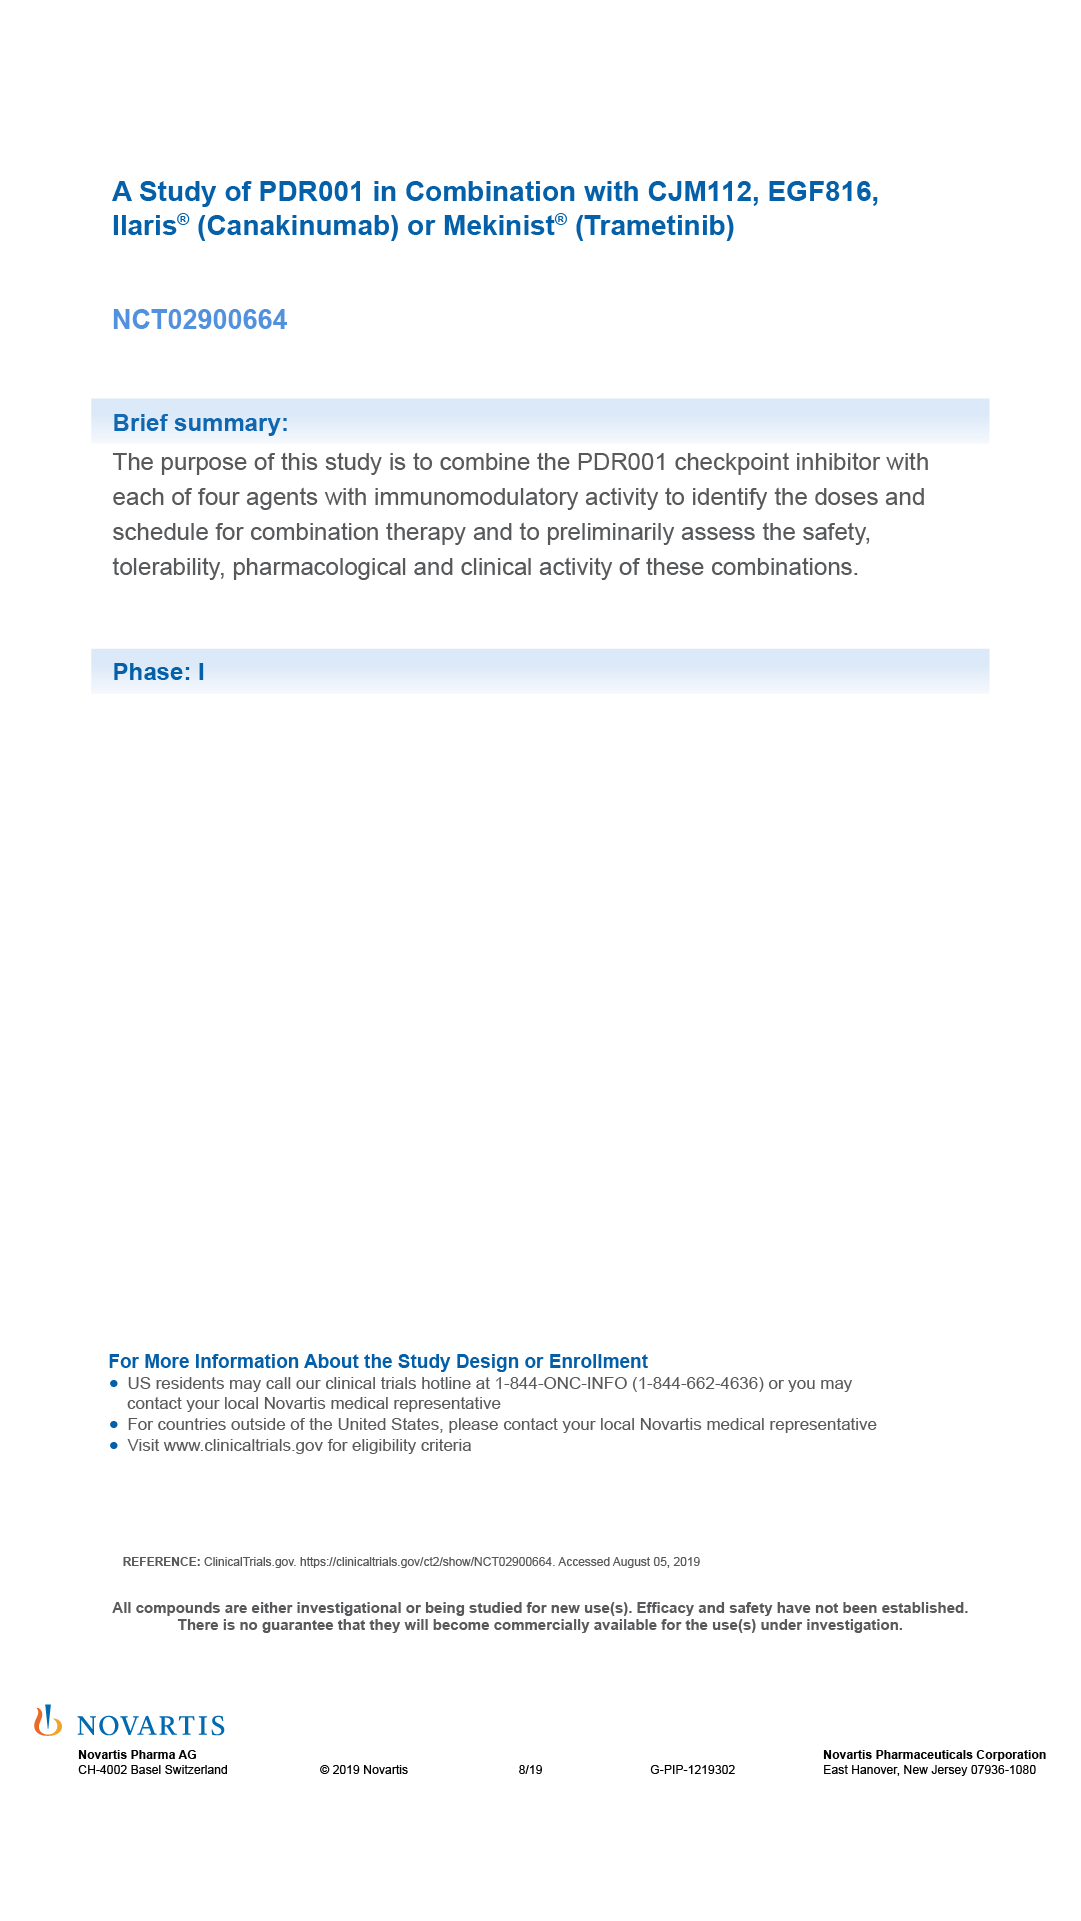 A Study of PDR001 in Combination with CJM112, EGF816,
Ilaris® (Canakinumab) or Mekinist® (Trametinib)
NCT02900664
Brief summary:
The purpose of this study is to combine the PDR001 checkpoint inhibitor with
each of four agents with immunomodulatory activity to identify the doses and
schedule for combination therapy and to preliminarily assess the safety,
tolerability, pharmacological and clinical activity of these combinations.
Phase: I
For More Information About the Study Design or Enrollment
● US residents may call our clinical trials hotline at 1-844-ONC-INFO (1-844-662-4636) or you may
contact your local Novartis medical representative
● For countries outside of the United States, please contact your local Novartis medical representative
● Visit www.clinicaltrials.gov for eligibility criteria
REFERENCE: ClinicalTrials.gov. https://clinicaltrials.gov/ct2/show/NCT02900664. Accessed August 05, 2019
All compounds are either investigational or being studied for new use(s). Efficacy and safety have not been established.
There is no guarantee that they will become commercially available for the use(s) under investigation.
NOVARTIS
Novartis Pharma AG
CH-4002 Basel Switzerland
© 2019 Novartis
8/19
G-PIP-1219302
Novartis Pharmaceuticals Corporation
East Hanover, New Jersey 07936-1080